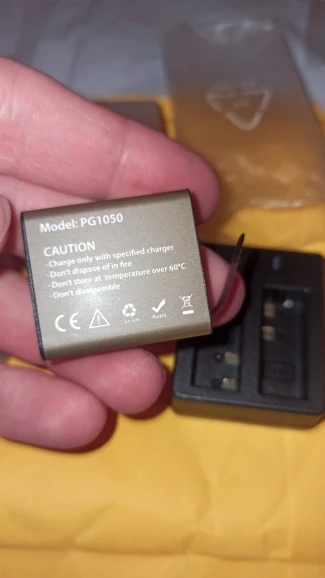 Model: PG1050
CAUTION
- Charge only with specified charger
- Don't dispose of in fire
- Don't store at temperature over 60°C
- Don't disassemble
CE
RoHS